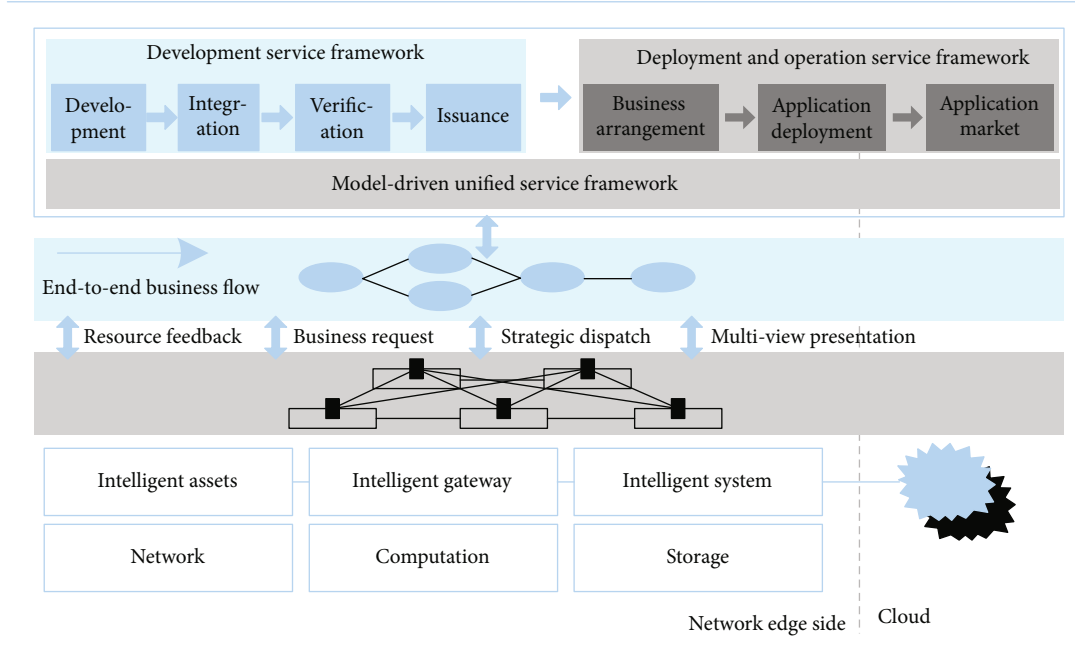 Development service framework
Deployment and operation service framework
Develo-
pment
Integr-
ation
Verific-
ation
Issuance
Business
arrangement
Application
deployment
Application
market
Model-driven unified service framework
End-to-end business flow
Resource feedback
Business request
Strategic dispatch
Multi-view presentation
Intelligent assets
Intelligent gateway
Intelligent system
Network
Computation
Storage
Network edge side
Cloud